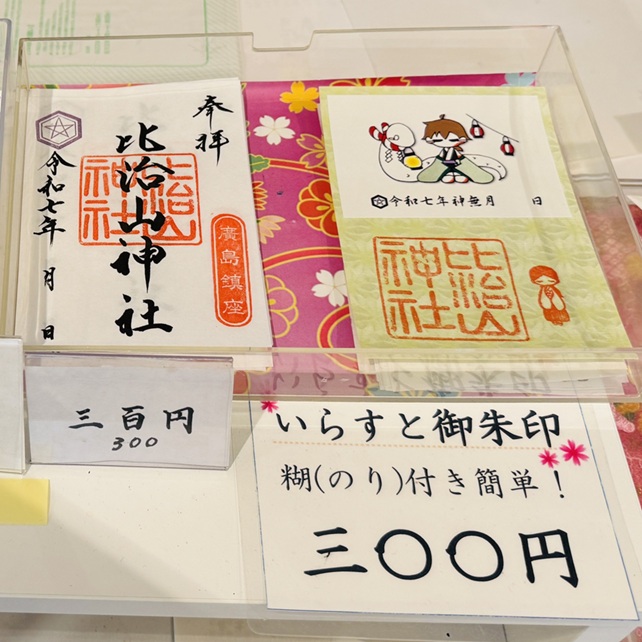 奉拝
比治山神社
令和七年 月 日
比治山
神社
廣島鎮座
令和七年神無月 日
比治山
神社
三百円
300
いらすと御朱印
糊(のり)付き簡単!
三〇〇円